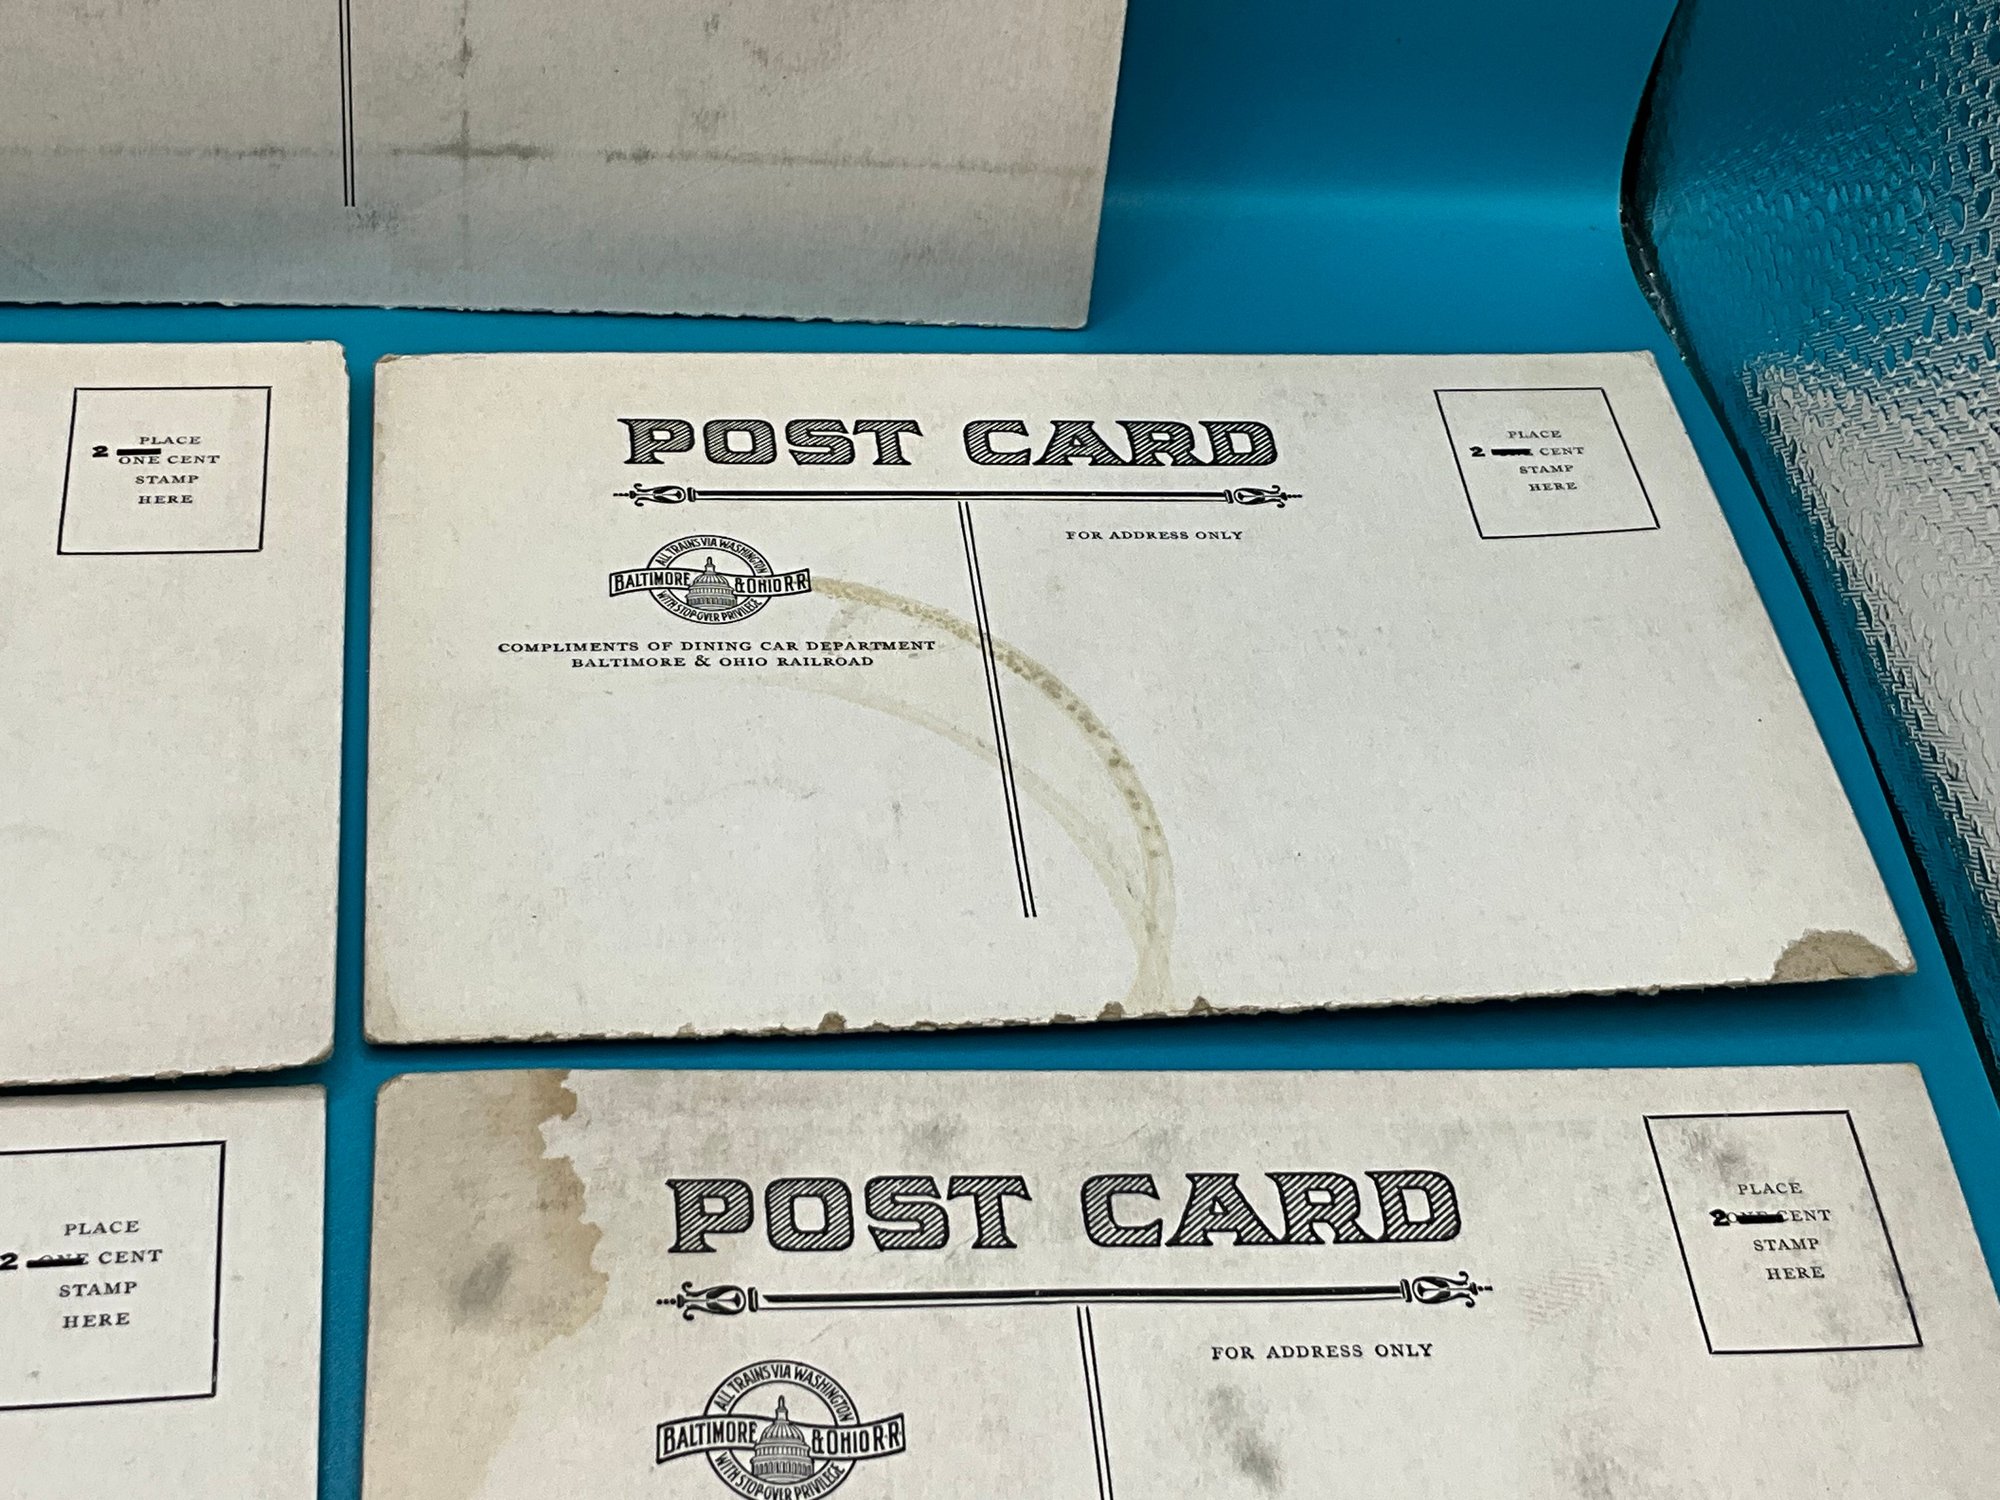 PLACE
2 ONE CENT
STAMP
HERE
POST CARD
ALL TRAINS VIA WASHINGTON
BALTIMORE & OHIO R.R.
WITH STOP-OVER PRIVILEGE
COMPLIMENTS OF DINING CAR DEPARTMENT
BALTIMORE & OHIO RAILROAD
FOR ADDRESS ONLY
PLACE
2 CENT
STAMP
HERE
PLACE
2 ONE CENT
STAMP
HERE
POST CARD
ALL TRAINS VIA WASHINGTON
BALTIMORE & OHIO R.R.
WITH STOP-OVER PRIVILEGE
FOR ADDRESS ONLY
PLACE
2 ONE CENT
STAMP
HERE